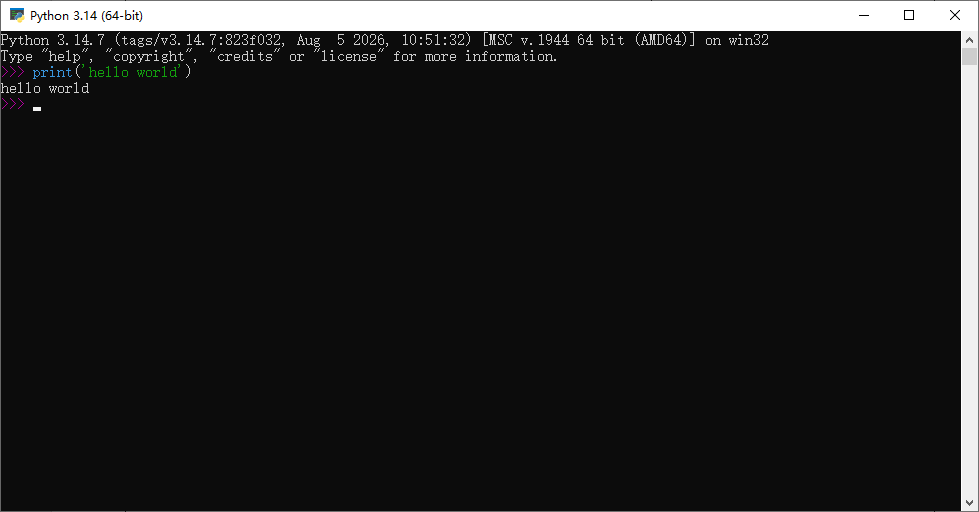 Python 3.14 (64-bit)
Python 3.14.7 (tags/v3.14.7:823f032, Aug  5 2026, 10:51:32) [MSC v.1944 64 bit (AMD64)] on win32
Type "help", "copyright", "credits" or "license" for more information.
>>> print('hello world')
hello world
>>>